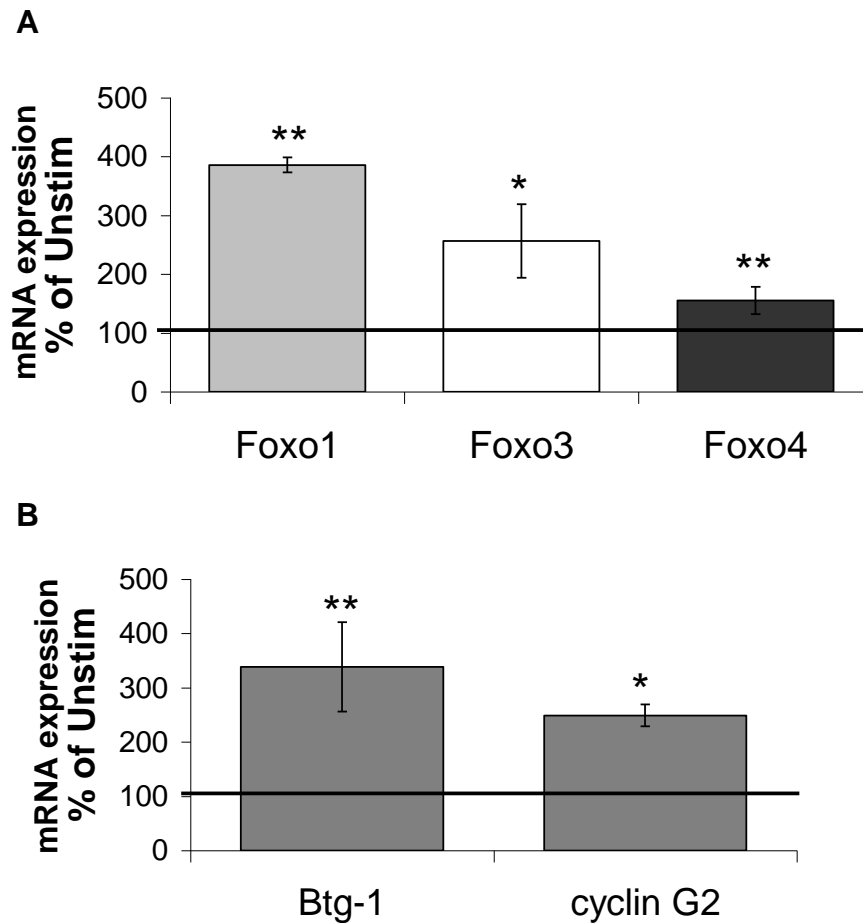 A
mRNA expression
% of Unstim
500
400
300
200
100
0
**
*
**
Foxo1 Foxo3 Foxo4
B
mRNA expression
% of Unstim
500
400
300
200
100
0
**
*
Btg-1 cyclin G2